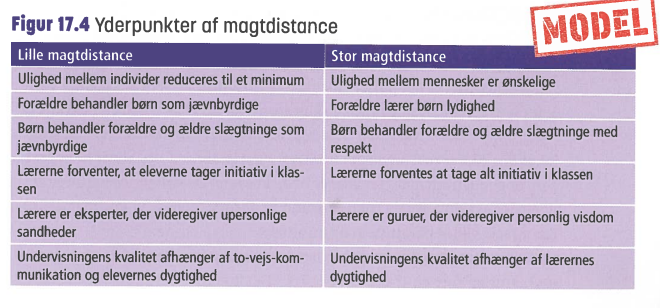 Figur 17.4 Yderpunkter af magtdistance
MODEL
Lille magtdistance
Stor magtdistance
Ulighed mellem individer reduceres til et minimum
Ulighed mellem mennesker er ønskelige
Forældre behandler børn som jævnbyrdige
Forældre lærer børn lydighed
Børn behandler forældre og ældre slægtninge som
jævnbyrdige
Børn behandler forældre og ældre slægtninge med
respekt
Lærerne forventer, at eleverne tager initiativ i klas-
sen
Lærerne forventes at tage alt initiativ i klassen
Lærere er eksperter, der videregiver upersonlige
sandheder
Lærere er guruer, der videregiver personlig visdom
Undervisningens kvalitet afhænger af to-vejs-kom-
munikation og elevernes dygtighed
Undervisningens kvalitet afhænger af lærernes
dygtighed